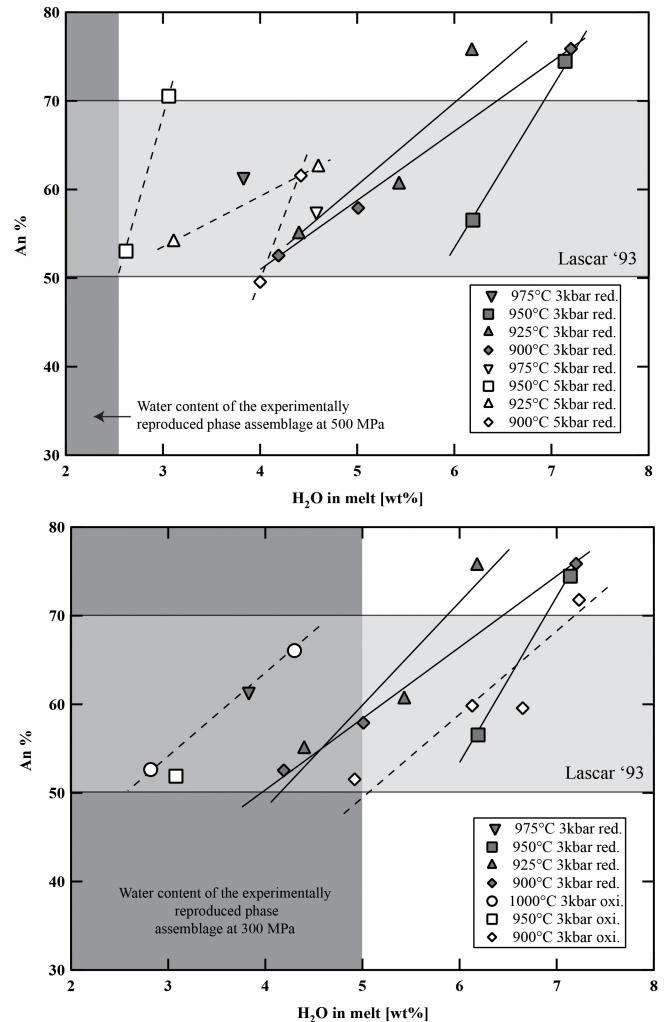 80
70
60
50
40
30
An %
2
3
4
5
6
7
8
H₂O in melt [wt%]
Lascar ‘93
975°C 3kbar red.
950°C 3kbar red.
925°C 3kbar red.
900°C 3kbar red.
975°C 5kbar red.
950°C 5kbar red.
925°C 5kbar red.
900°C 5kbar red.
Water content of the experimentally
reproduced phase assemblage at 500 MPa
80
70
60
50
40
30
An %
2
3
4
5
6
7
8
H₂O in melt [wt%]
Lascar ‘93
975°C 3kbar red.
950°C 3kbar red.
925°C 3kbar red.
900°C 3kbar red.
1000°C 3kbar oxi.
950°C 3kbar oxi.
900°C 3kbar oxi.
Water content of the experimentally
reproduced phase
assemblage at 300 MPa